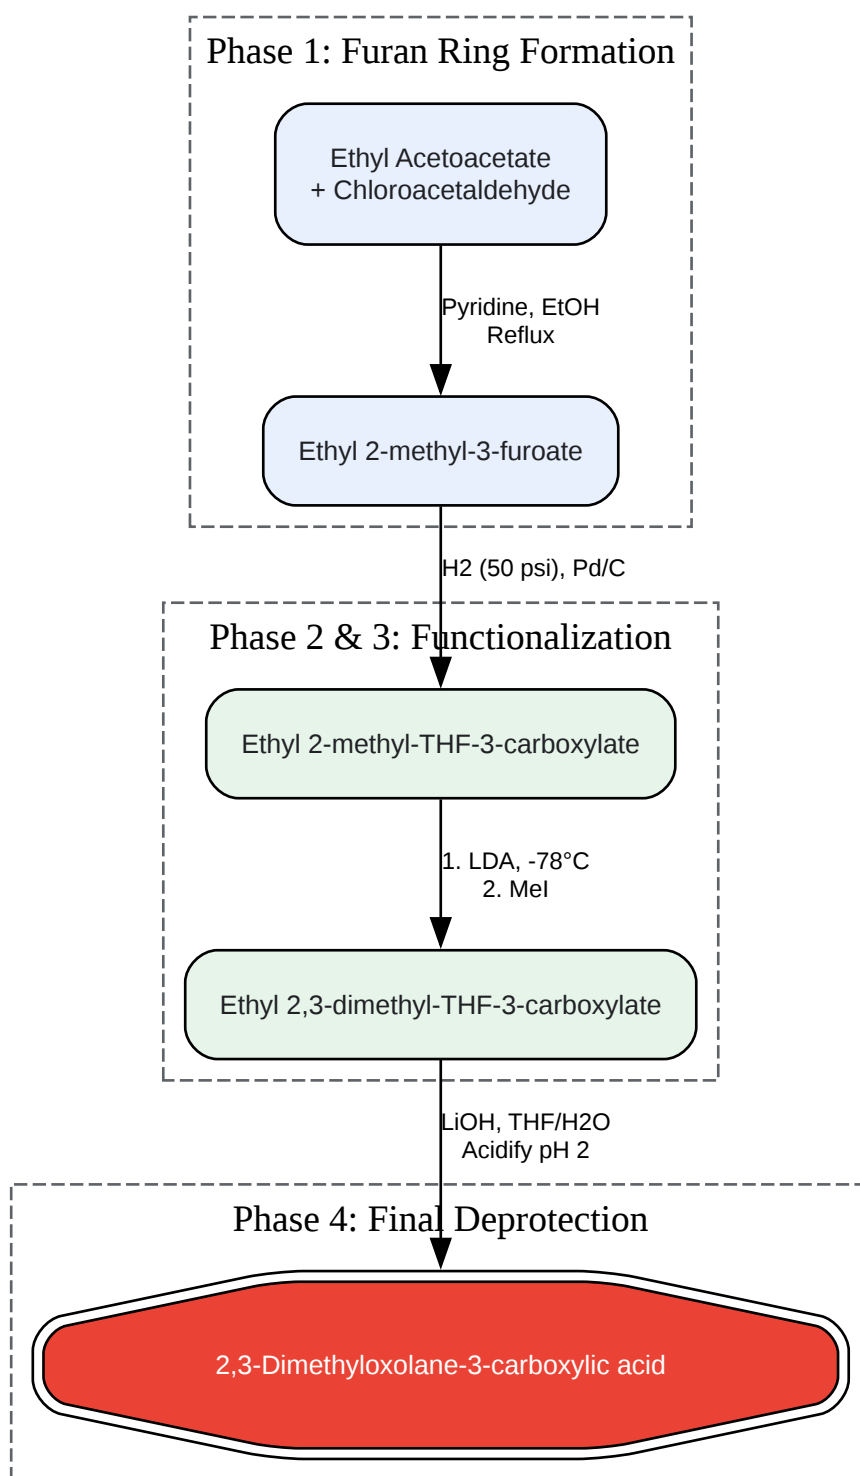 Phase 1: Furan Ring Formation
Ethyl Acetoacetate
+ Chloroacetaldehyde
Pyridine, EtOH
Reflux
Ethyl 2-methyl-3-furoate
H2 (50 psi), Pd/C
Phase 2 & 3: Functionalization
Ethyl 2-methyl-THF-3-carboxylate
1. LDA, -78°C
2. MeI
Ethyl 2,3-dimethyl-THF-3-carboxylate
LiOH, THF/H2O
Acidify pH 2
Phase 4: Final Deprotection
2,3-Dimethyloxolane-3-carboxylic acid